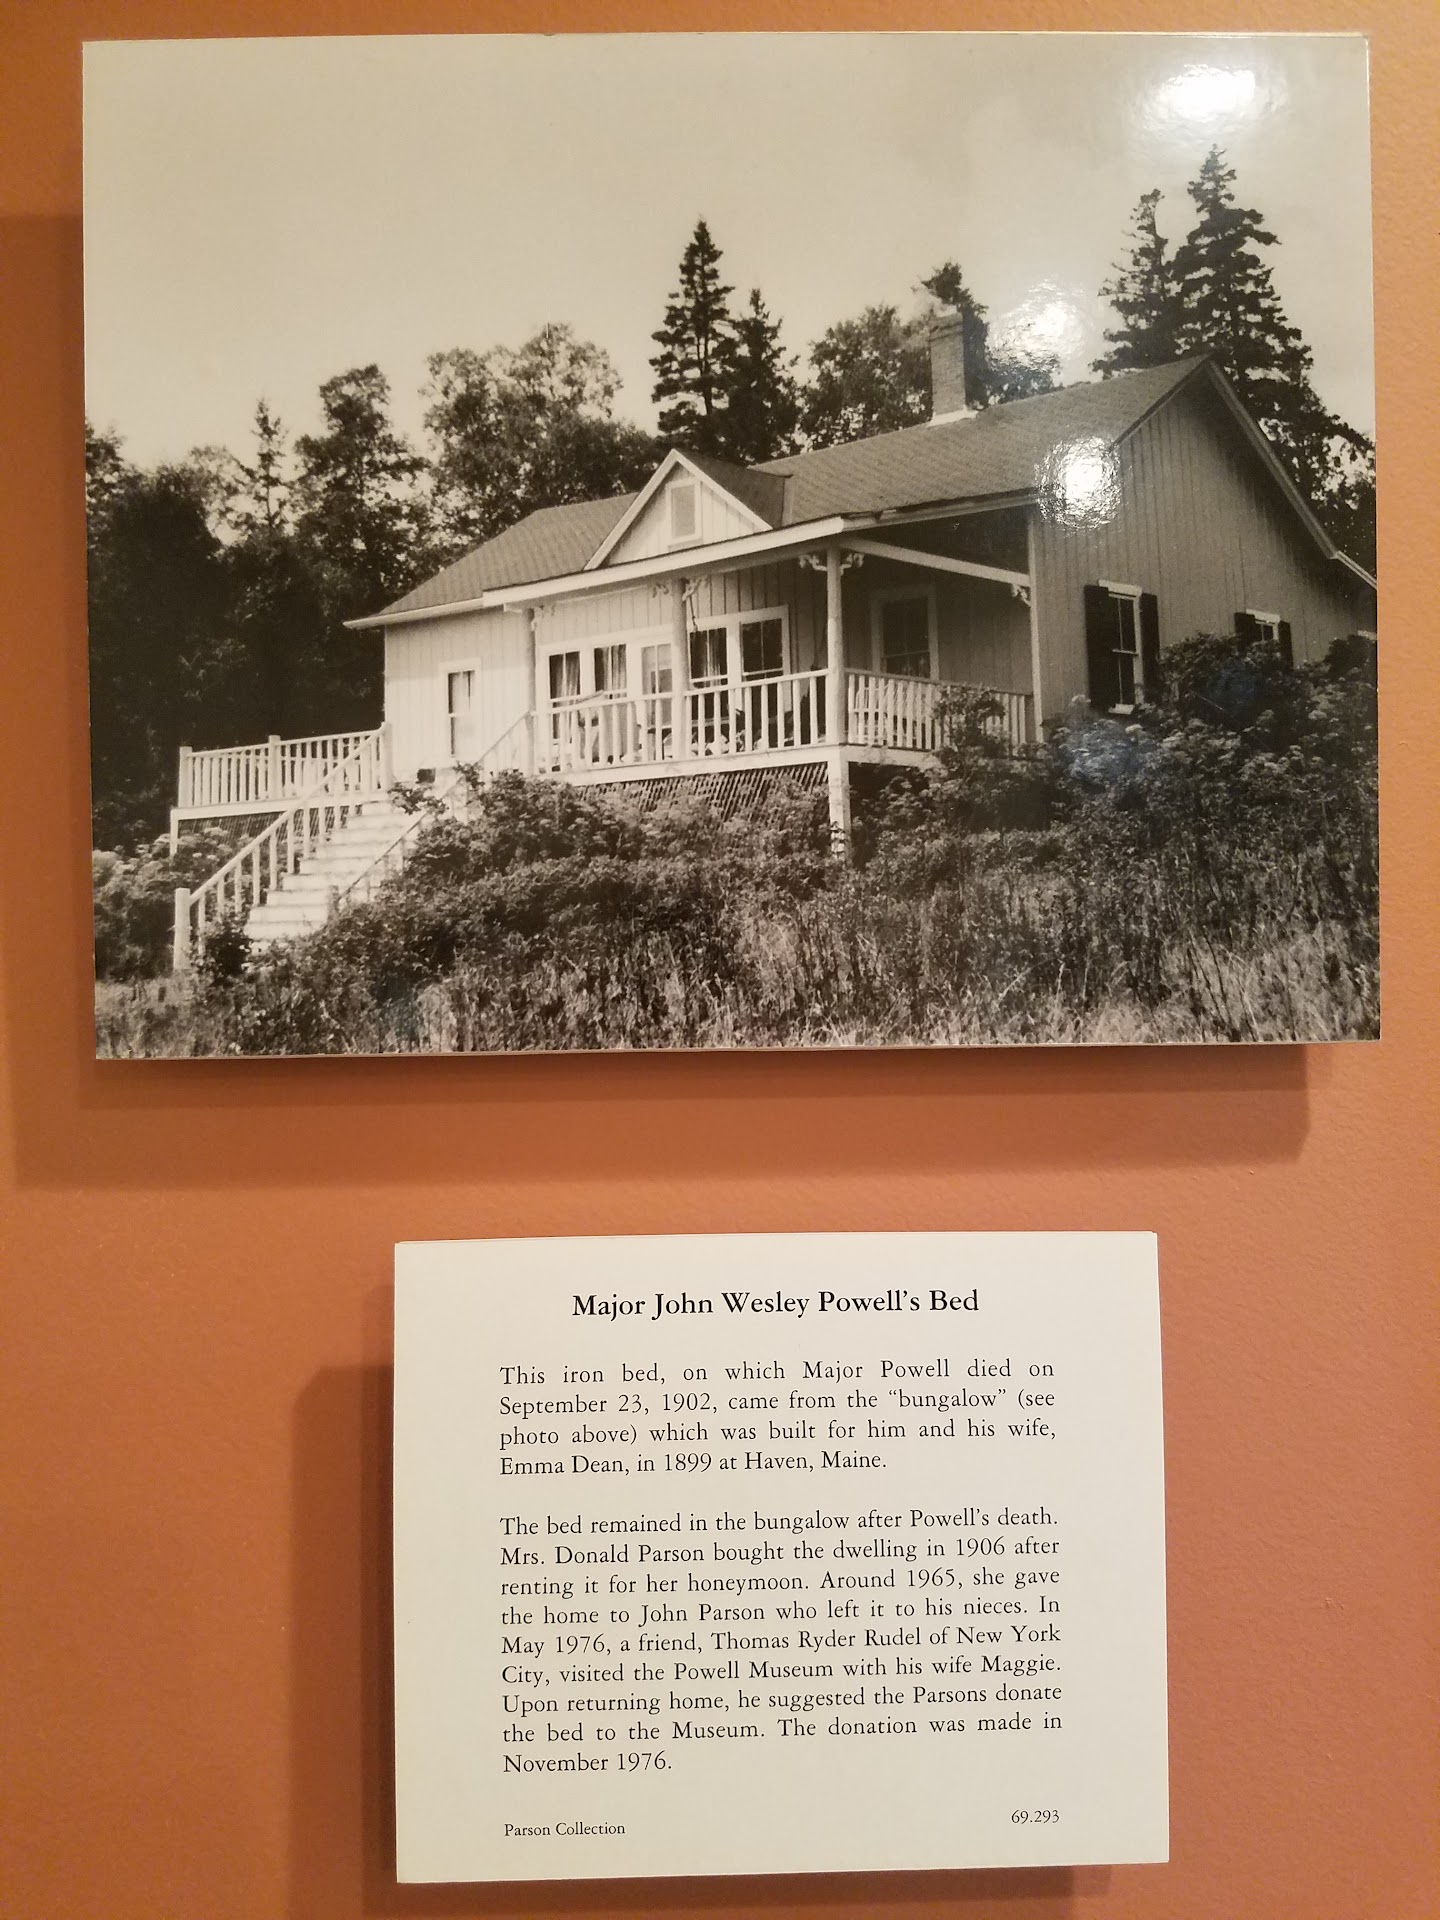 Major John Wesley Powell's Bed
This iron bed, on which Major Powell died on
September 23, 1902, came from the “bungalow” (see
photo above) which was built for him and his wife,
Emma Dean, in 1899 at Haven, Maine.
The bed remained in the bungalow after Powell's death.
Mrs. Donald Parson bought the dwelling in 1906 after
renting it for her honeymoon. Around 1965, she gave
the home to John Parson who left it to his nieces. In
May 1976, a friend, Thomas Ryder Rudel of New York
City, visited the Powell Museum with his wife Maggie.
Upon returning home, he suggested the Parsons donate
the bed to the Museum. The donation was made in
November 1976.
Parson Collection
69.293